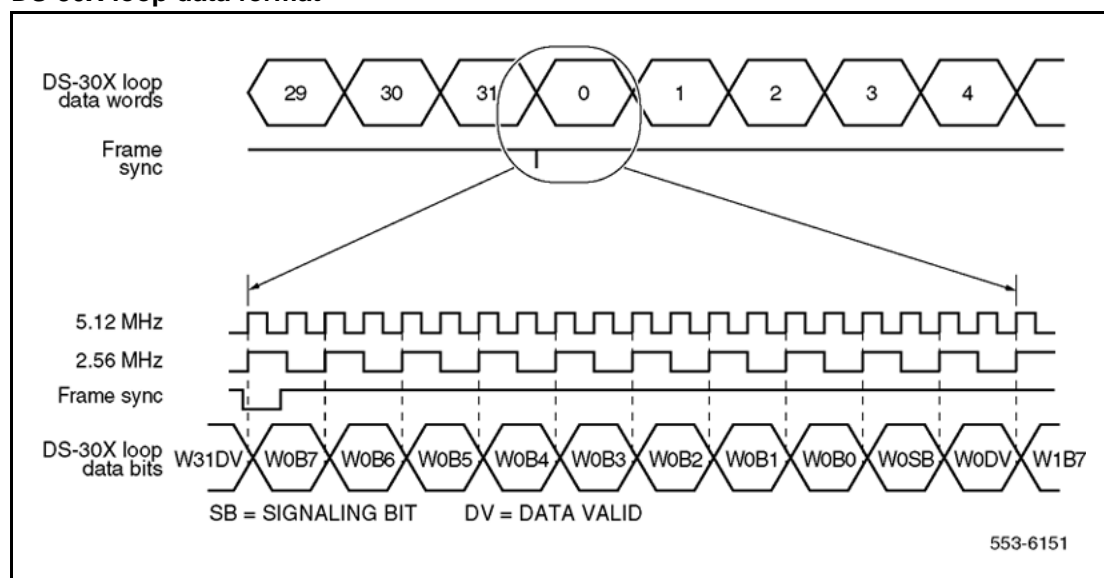 DS-30X loop data format
DS-30X loop
data words
29 30 31 0 1 2 3 4
Frame
sync
5.12 MHz
2.56 MHz
Frame sync
DS-30X loop
data bits
W31DV W0B7 W0B6 W0B5 W0B4 W0B3 W0B2 W0B1 W0B0 W0SB W0DV W1B7
SB = SIGNALING BIT DV = DATA VALID
553-6151